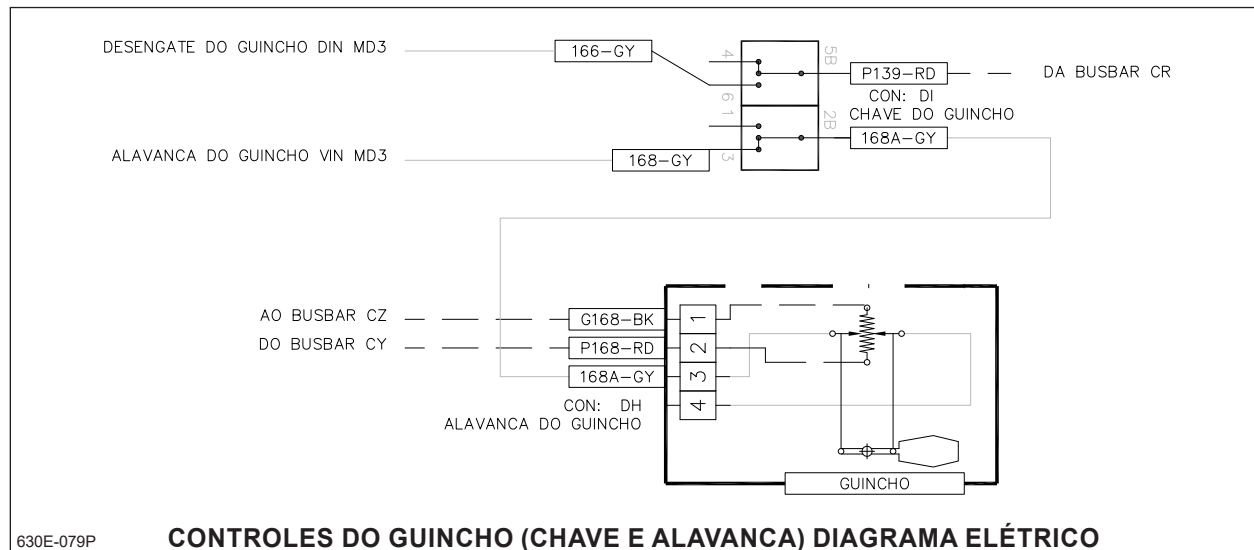 DESENGATE DO GUINCHO DIN MD3
166-GY
4
5B
P139-RD
DA BUSBAR CR
6
CON: DI
CHAVE DO GUINCHO
1
2B
168A-GY
ALAVANCA DO GUINCHO VIN MD3
168-GY
3
AO BUSBAR CZ
G168-BK
1
DO BUSBAR CY
P168-RD
2
168A-GY
3
CON: DH
4
ALAVANCA DO GUINCHO
GUINCHO
630E-079P
CONTROLES DO GUINCHO (CHAVE E ALAVANCA) DIAGRAMA ELÉTRICO